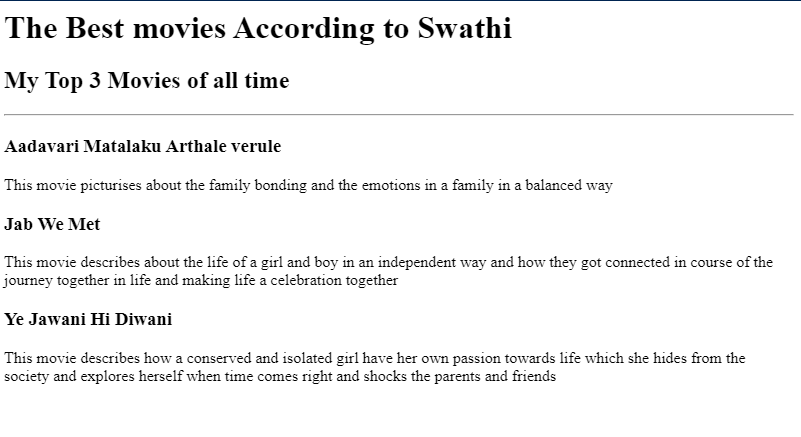 The Best movies According to Swathi
My Top 3 Movies of all time
Aadavari Matalaku Arthale verule
This movie picturises about the family bonding and the emotions in a family in a balanced way
Jab We Met
This movie describes about the life of a girl and boy in an independent way and how they got connected in course of the
journey together in life and making life a celebration together
Ye Jawani Hi Diwani
This movie describes how a conserved and isolated girl have her own passion towards life which she hides from the
society and explores herself when time comes right and shocks the parents and friends